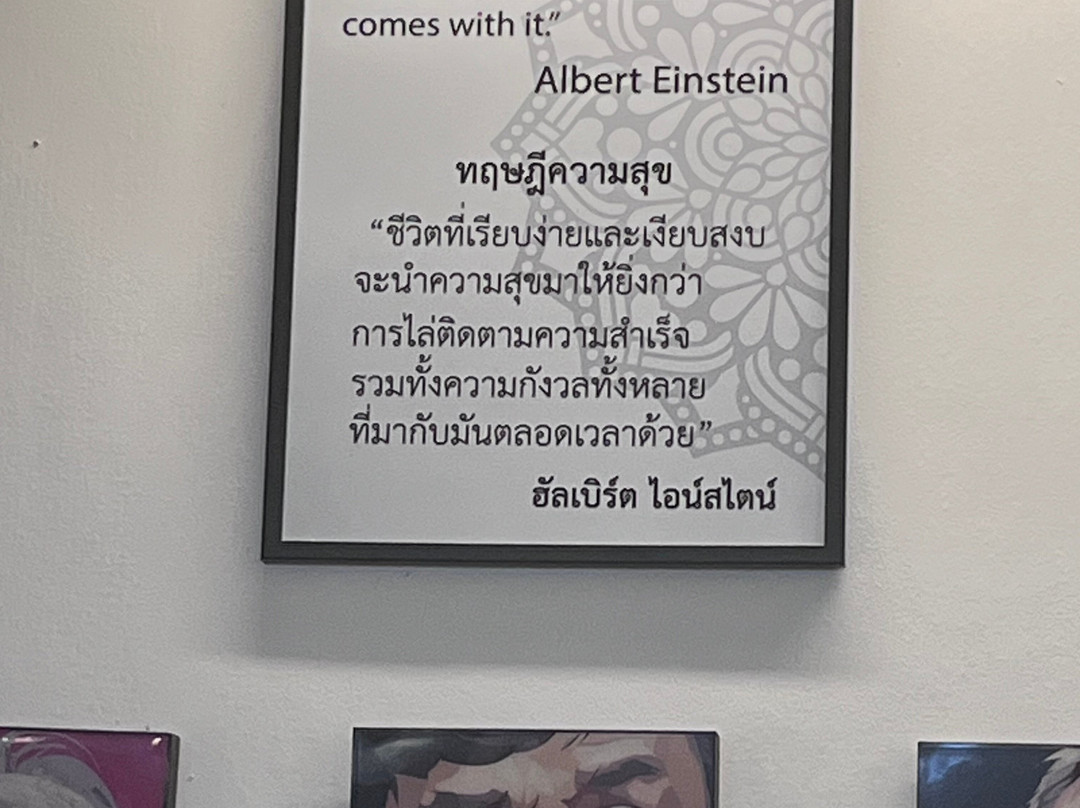 comes with it.”
Albert Einstein
ทฤษฎีความสุข
“ชีวิตที่เรียบง่ายและเงียบสงบ
จะนำความสุขมาให้ยิ่งกว่า
การไล่ติดตามความสำเร็จ
รวมทั้งความกังวลทั้งหลาย
ที่มากับมันตลอดเวลาด้วย”
อัลเบิร์ต ไอน์สไตน์